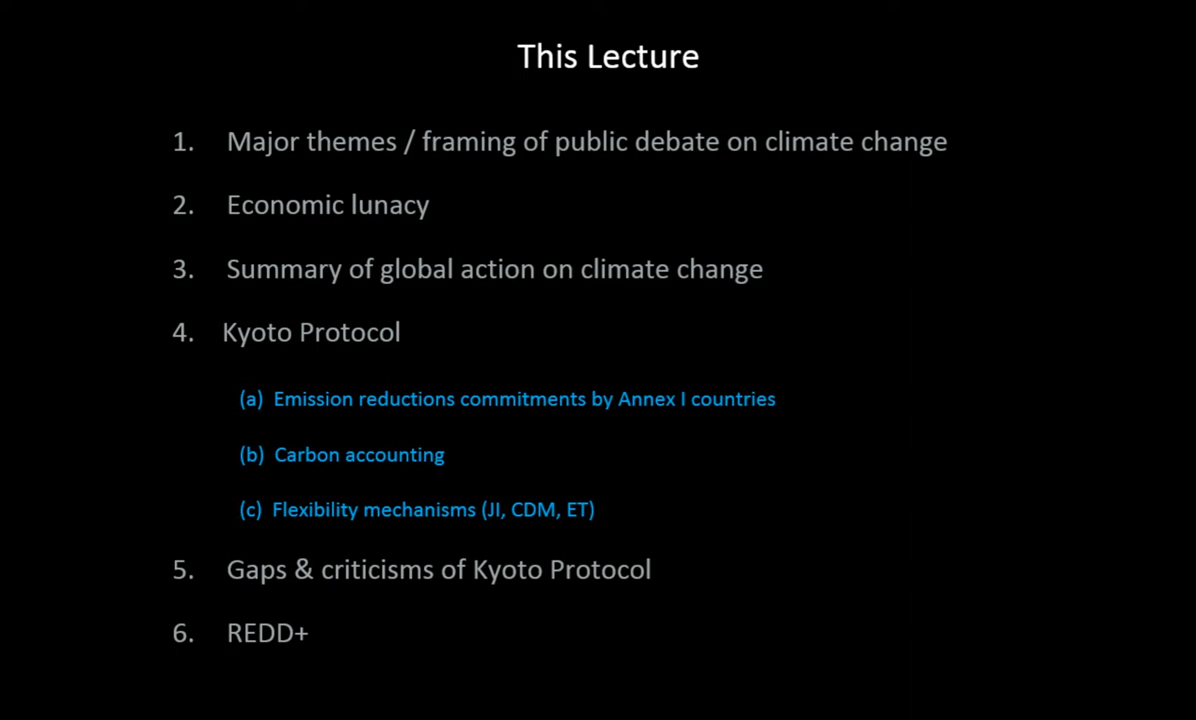 This Lecture
1. Major themes / framing of public debate on climate change
2. Economic lunacy
3. Summary of global action on climate change
4. Kyoto Protocol
(a) Emission reductions commitments by Annex I countries
(b) Carbon accounting
(c) Flexibility mechanisms (JI, CDM, ET)
5. Gaps & criticisms of Kyoto Protocol
6. REDD+